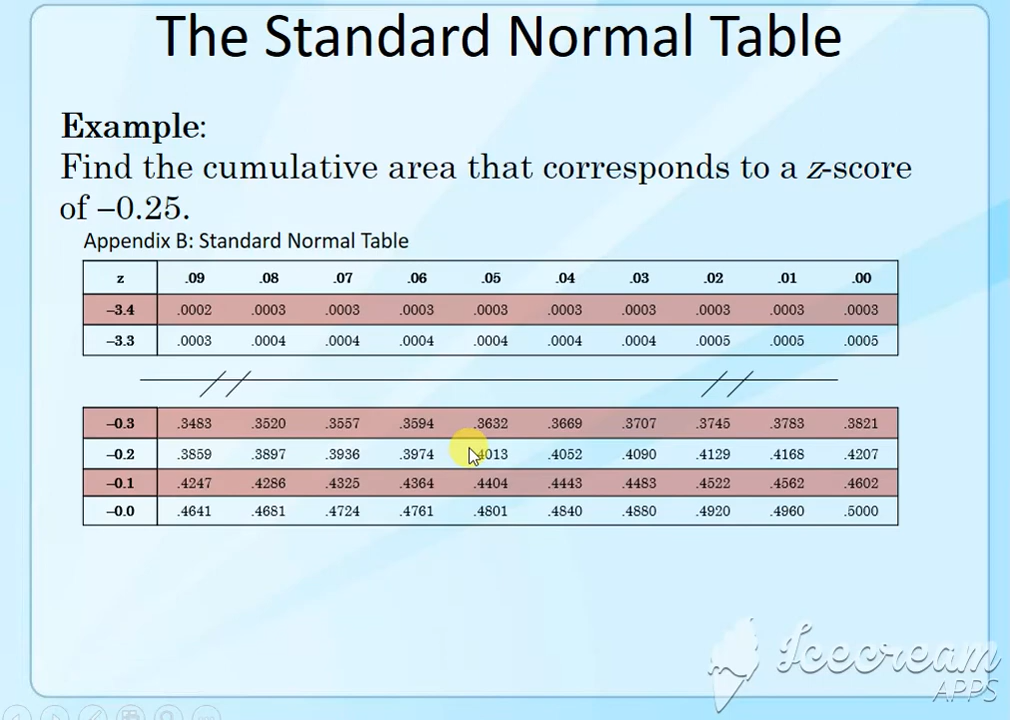 The Standard Normal Table
Example:
Find the cumulative area that corresponds to a z-score
of –0.25.
Appendix B: Standard Normal Table
z .09 .08 .07 .06 .05 .04 .03 .02 .01 .00
–3.4 .0002 .0003 .0003 .0003 .0003 .0003 .0003 .0003 .0003 .0003
–3.3 .0003 .0004 .0004 .0004 .0004 .0004 .0004 .0005 .0005 .0005
–0.3 .3483 .3520 .3557 .3594 .3632 .3669 .3707 .3745 .3783 .3821
–0.2 .3859 .3897 .3936 .3974 .4013 .4052 .4090 .4129 .4168 .4207
–0.1 .4247 .4286 .4325 .4364 .4404 .4443 .4483 .4522 .4562 .4602
–0.0 .4641 .4681 .4724 .4761 .4801 .4840 .4880 .4920 .4960 .5000
Icecream
APPS